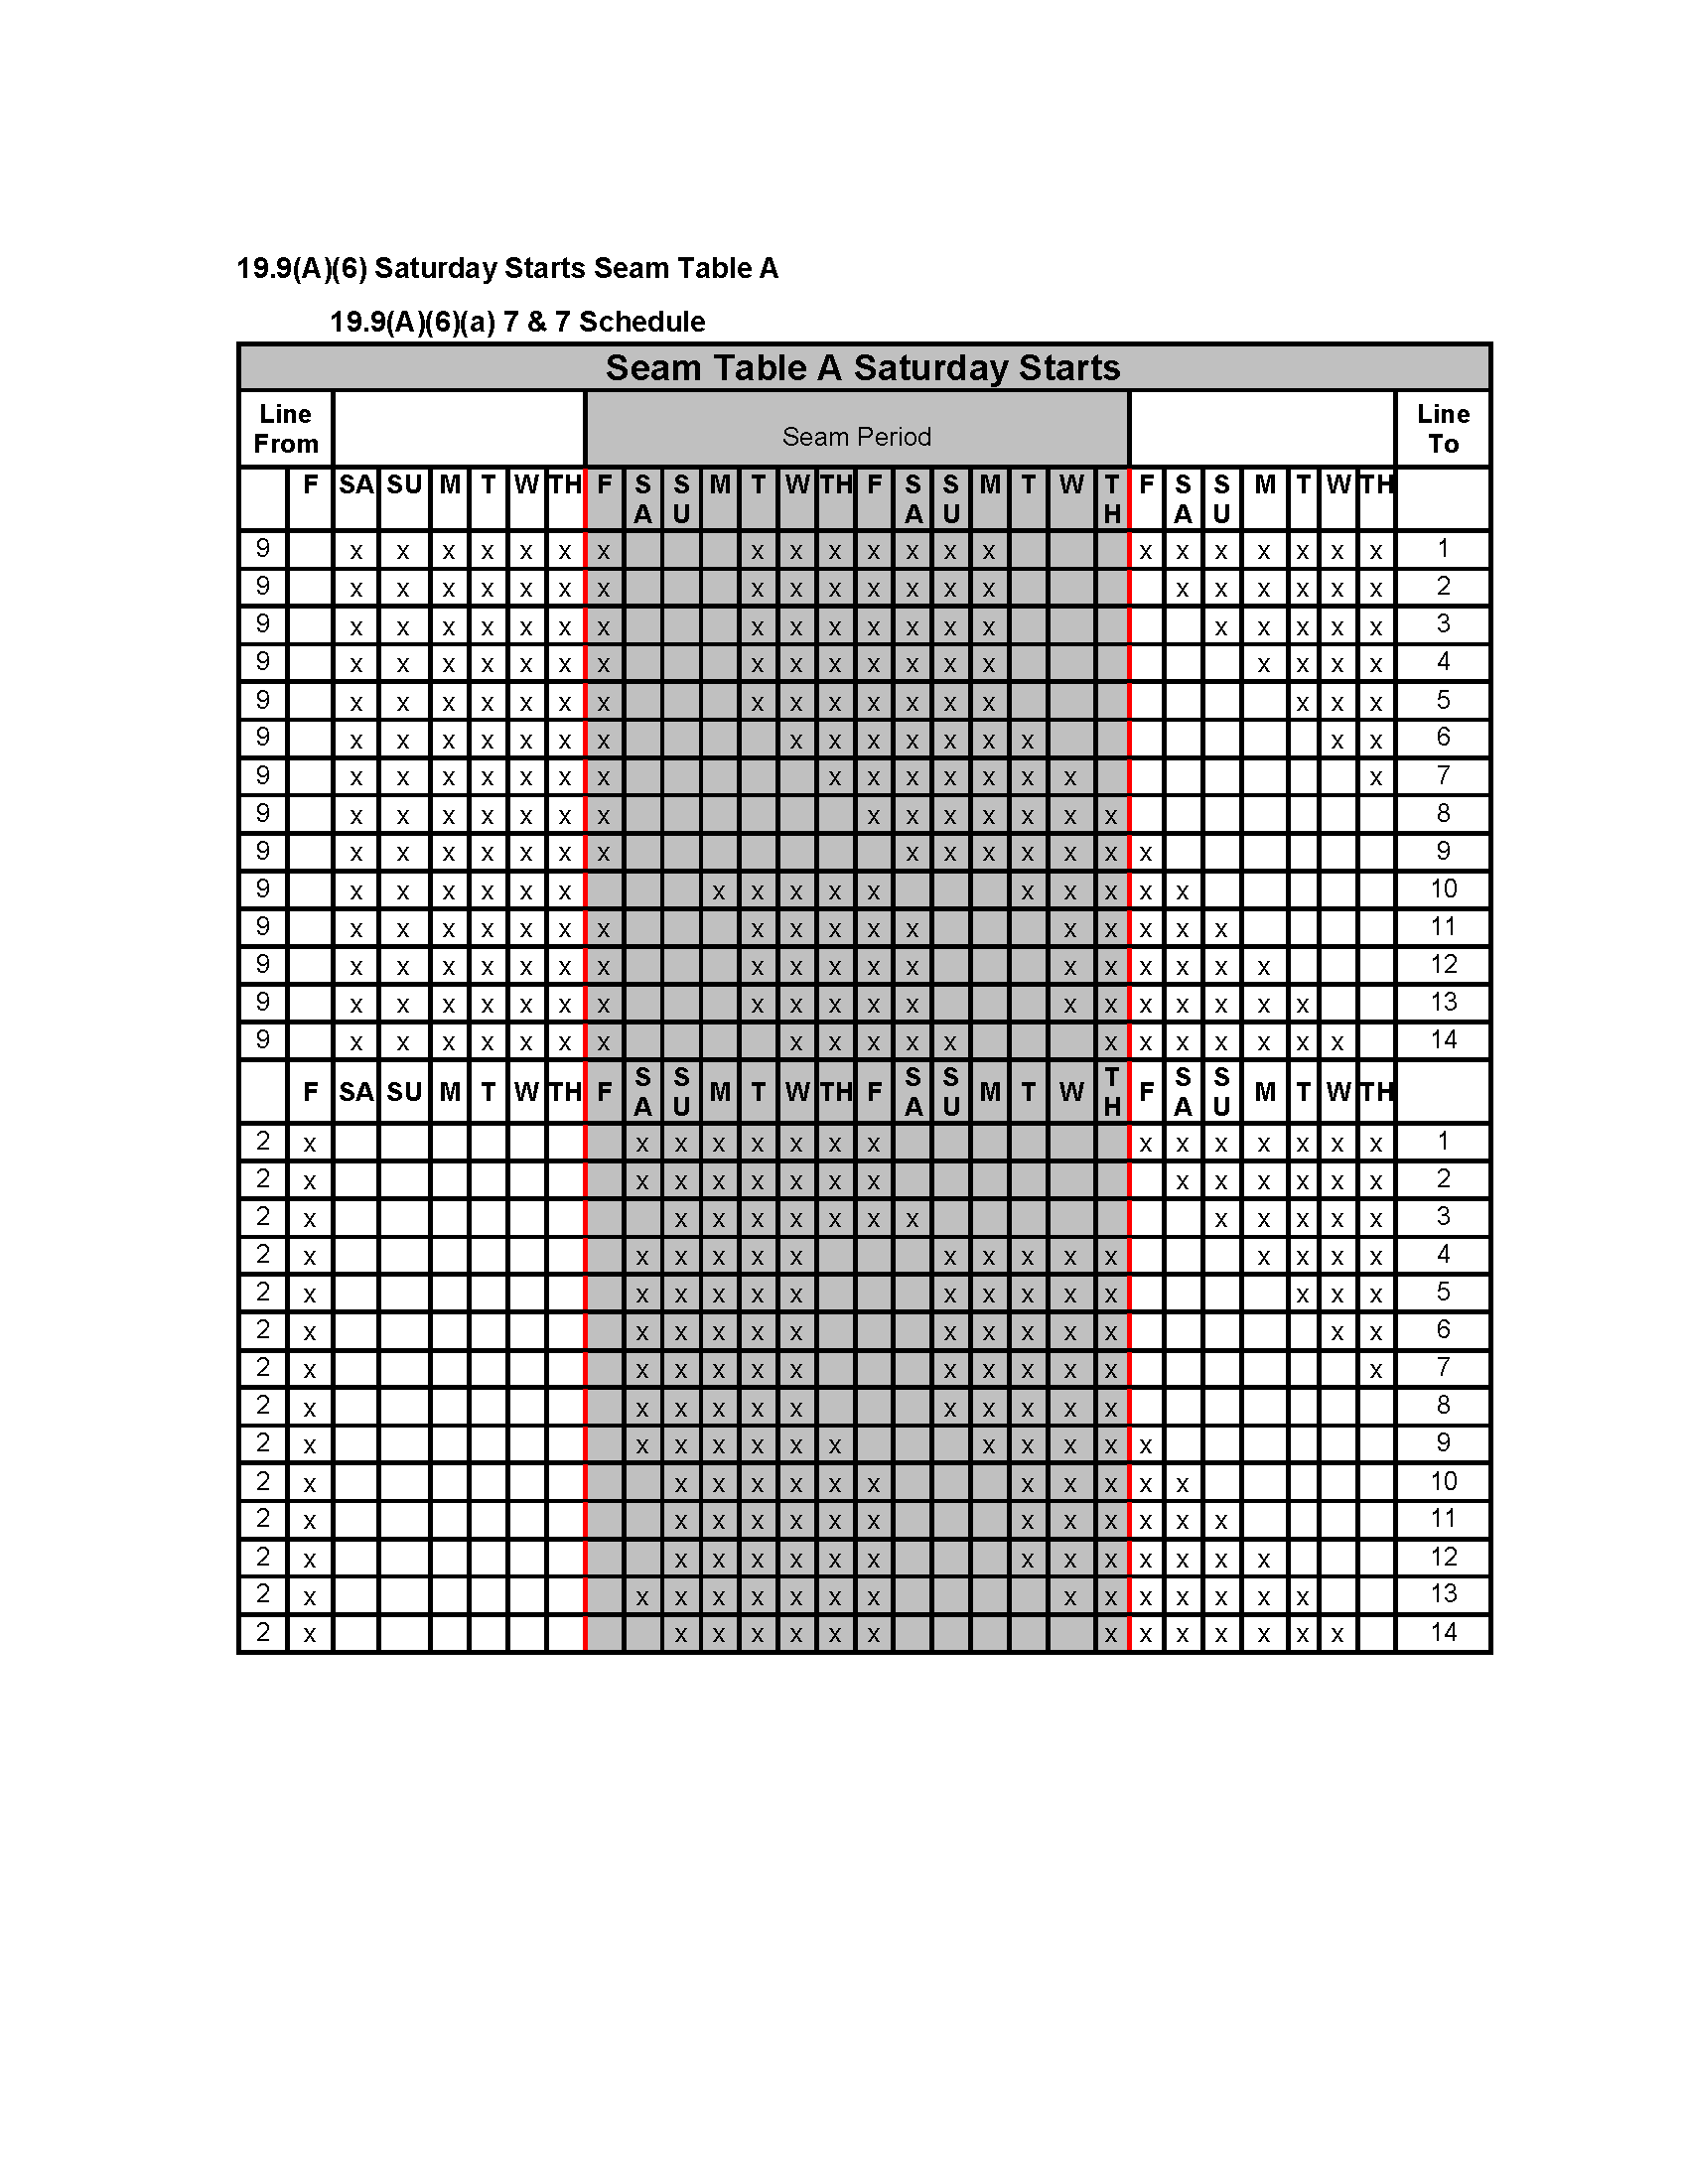 19.9(A)(6) Saturday Starts Seam Table A
19.9(A)(6)(a) 7 & 7 Schedule
Seam Table A Saturday Starts
Line From Seam Period Line To
F SA SU M T W TH F SA SU M T W TH F SA SU M T W TH F SA SU M T W TH
9 x x x x x x x x x x x x x x x x x x x x x 1
9 x x x x x x x x x x x x x x x x x x x x 2
9 x x x x x x x x x x x x x x x x x x x 3
9 x x x x x x x x x x x x x x x x x x 4
9 x x x x x x x x x x x x x x x x x 5
9 x x x x x x x x x x x x x x x x 6
9 x x x x x x x x x x x x x x x 7
9 x x x x x x x x x x x x x x 8
9 x x x x x x x x x x x x x x 9
9 x x x x x x x x x x x x x x x x 10
9 x x x x x x x x x x x x x x x x x 11
9 x x x x x x x x x x x x x x x x x x 12
9 x x x x x x x x x x x x x x x x x x x 13
9 x x x x x x x x x x x x x x x x x x x 14
F SA SU M T W TH F SA SU M T W TH F SA SU M T W TH F SA SU M T W TH
2 x x x x x x x x x x x x x x x 1
2 x x x x x x x x x x x x x x 2
2 x x x x x x x x x x x x x 3
2 x x x x x x x x x x x x x x x 4
2 x x x x x x x x x x x x x x 5
2 x x x x x x x x x x x x x 6
2 x x x x x x x x x x x x 7
2 x x x x x x x x x x x 8
2 x x x x x x x x x x x x 9
2 x x x x x x x x x x x x 10
2 x x x x x x x x x x x x x 11
2 x x x x x x x x x x x x x x 12
2 x x x x x x x x x x x x x x x 13
2 x x x x x x x x x x x x x x 14